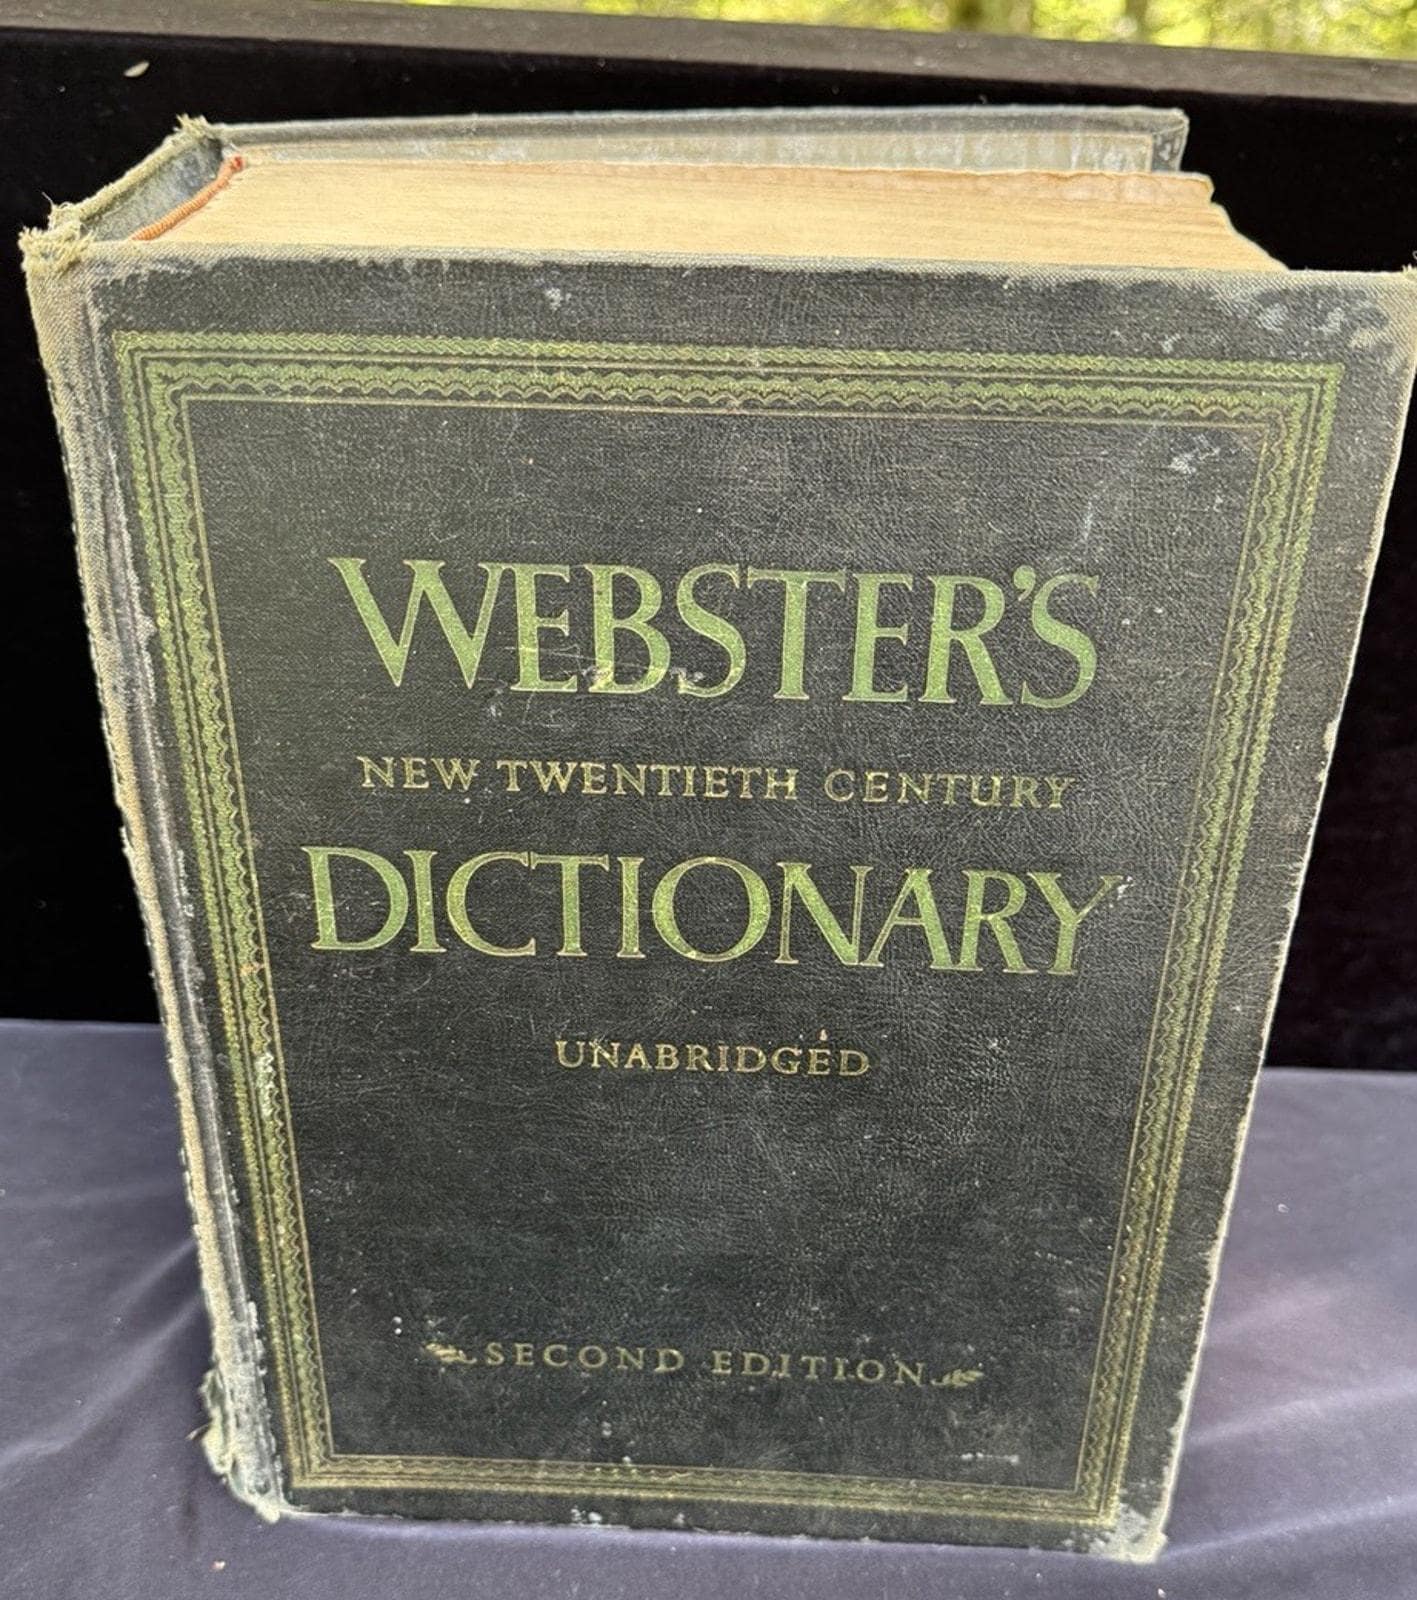 WEBSTER'S
NEW TWENTIETH CENTURY
DICTIONARY
UNABRIDGED
SECOND EDITION